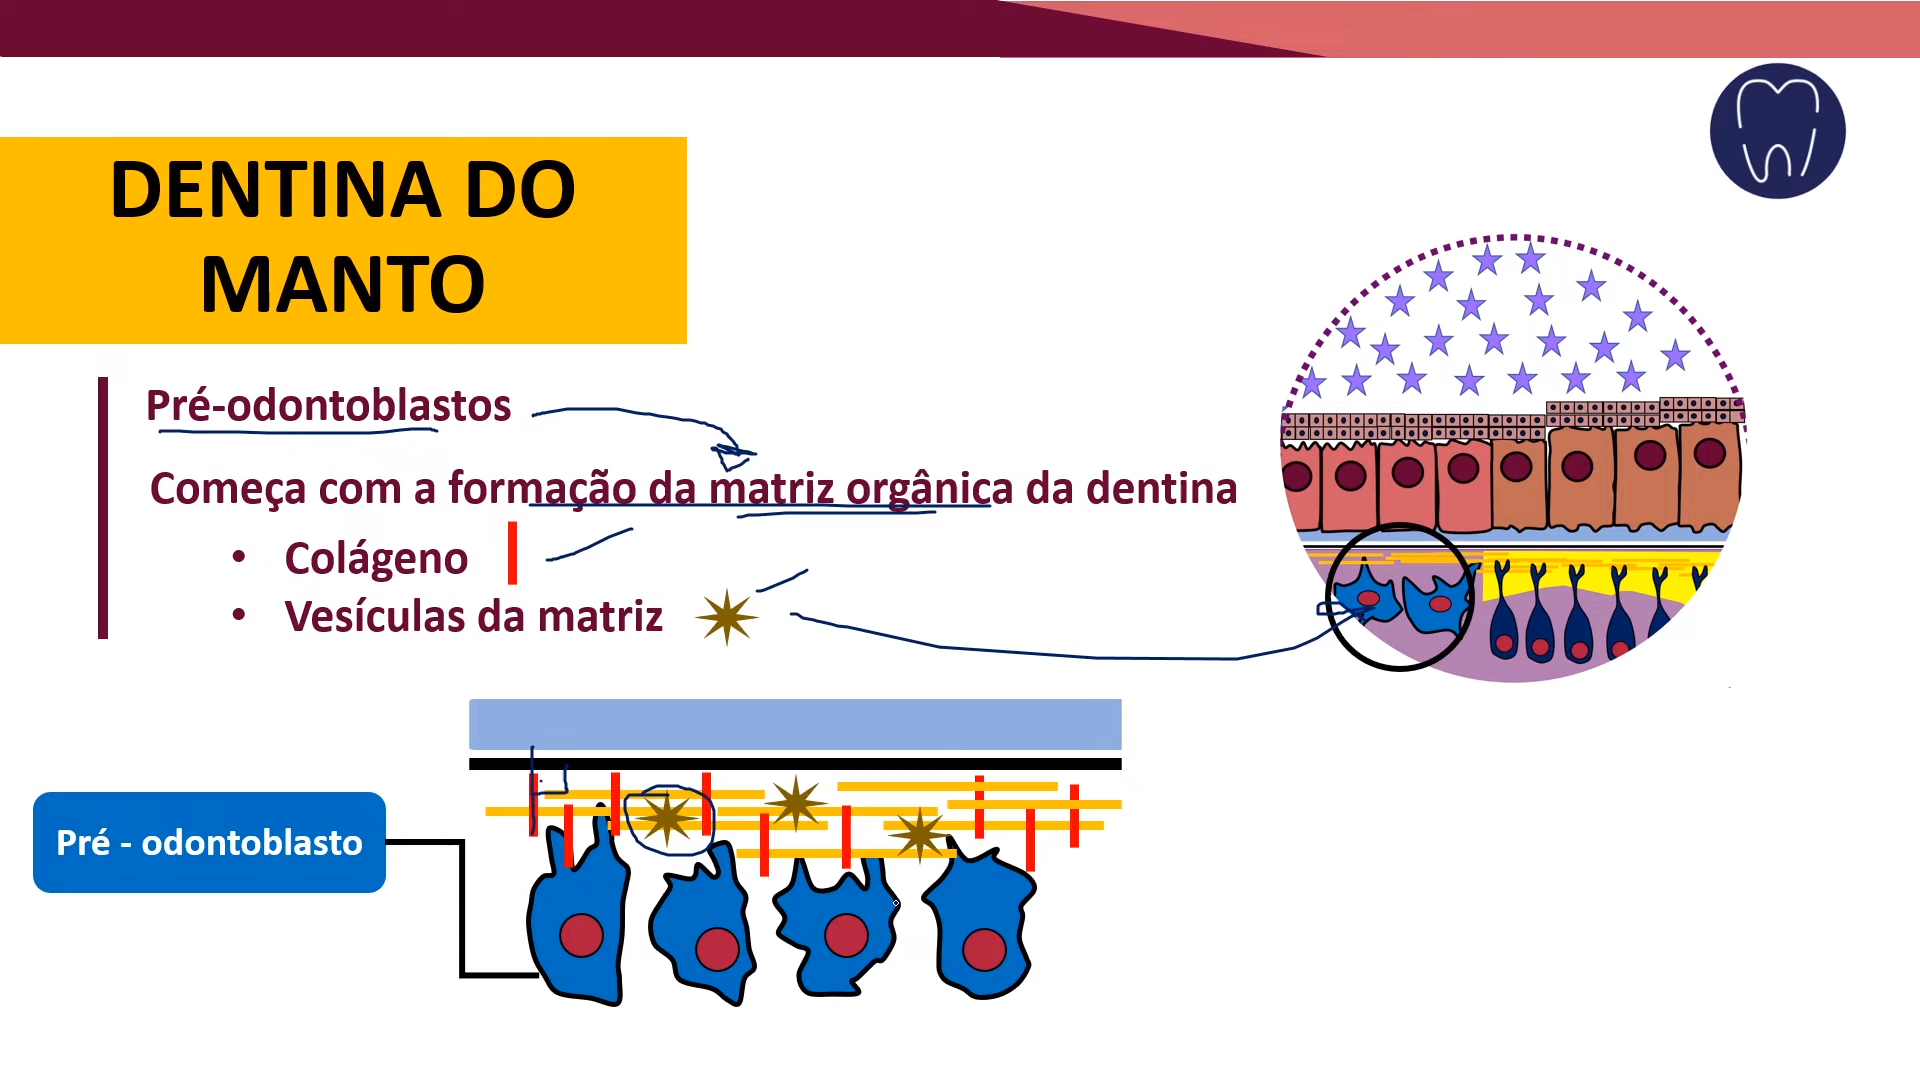 DENTINA DO
MANTO
Pré-odontoblastos
Começa com a formação da matriz orgânica da dentina
• Colágeno
• Vesículas da matriz
Pré - odontoblasto